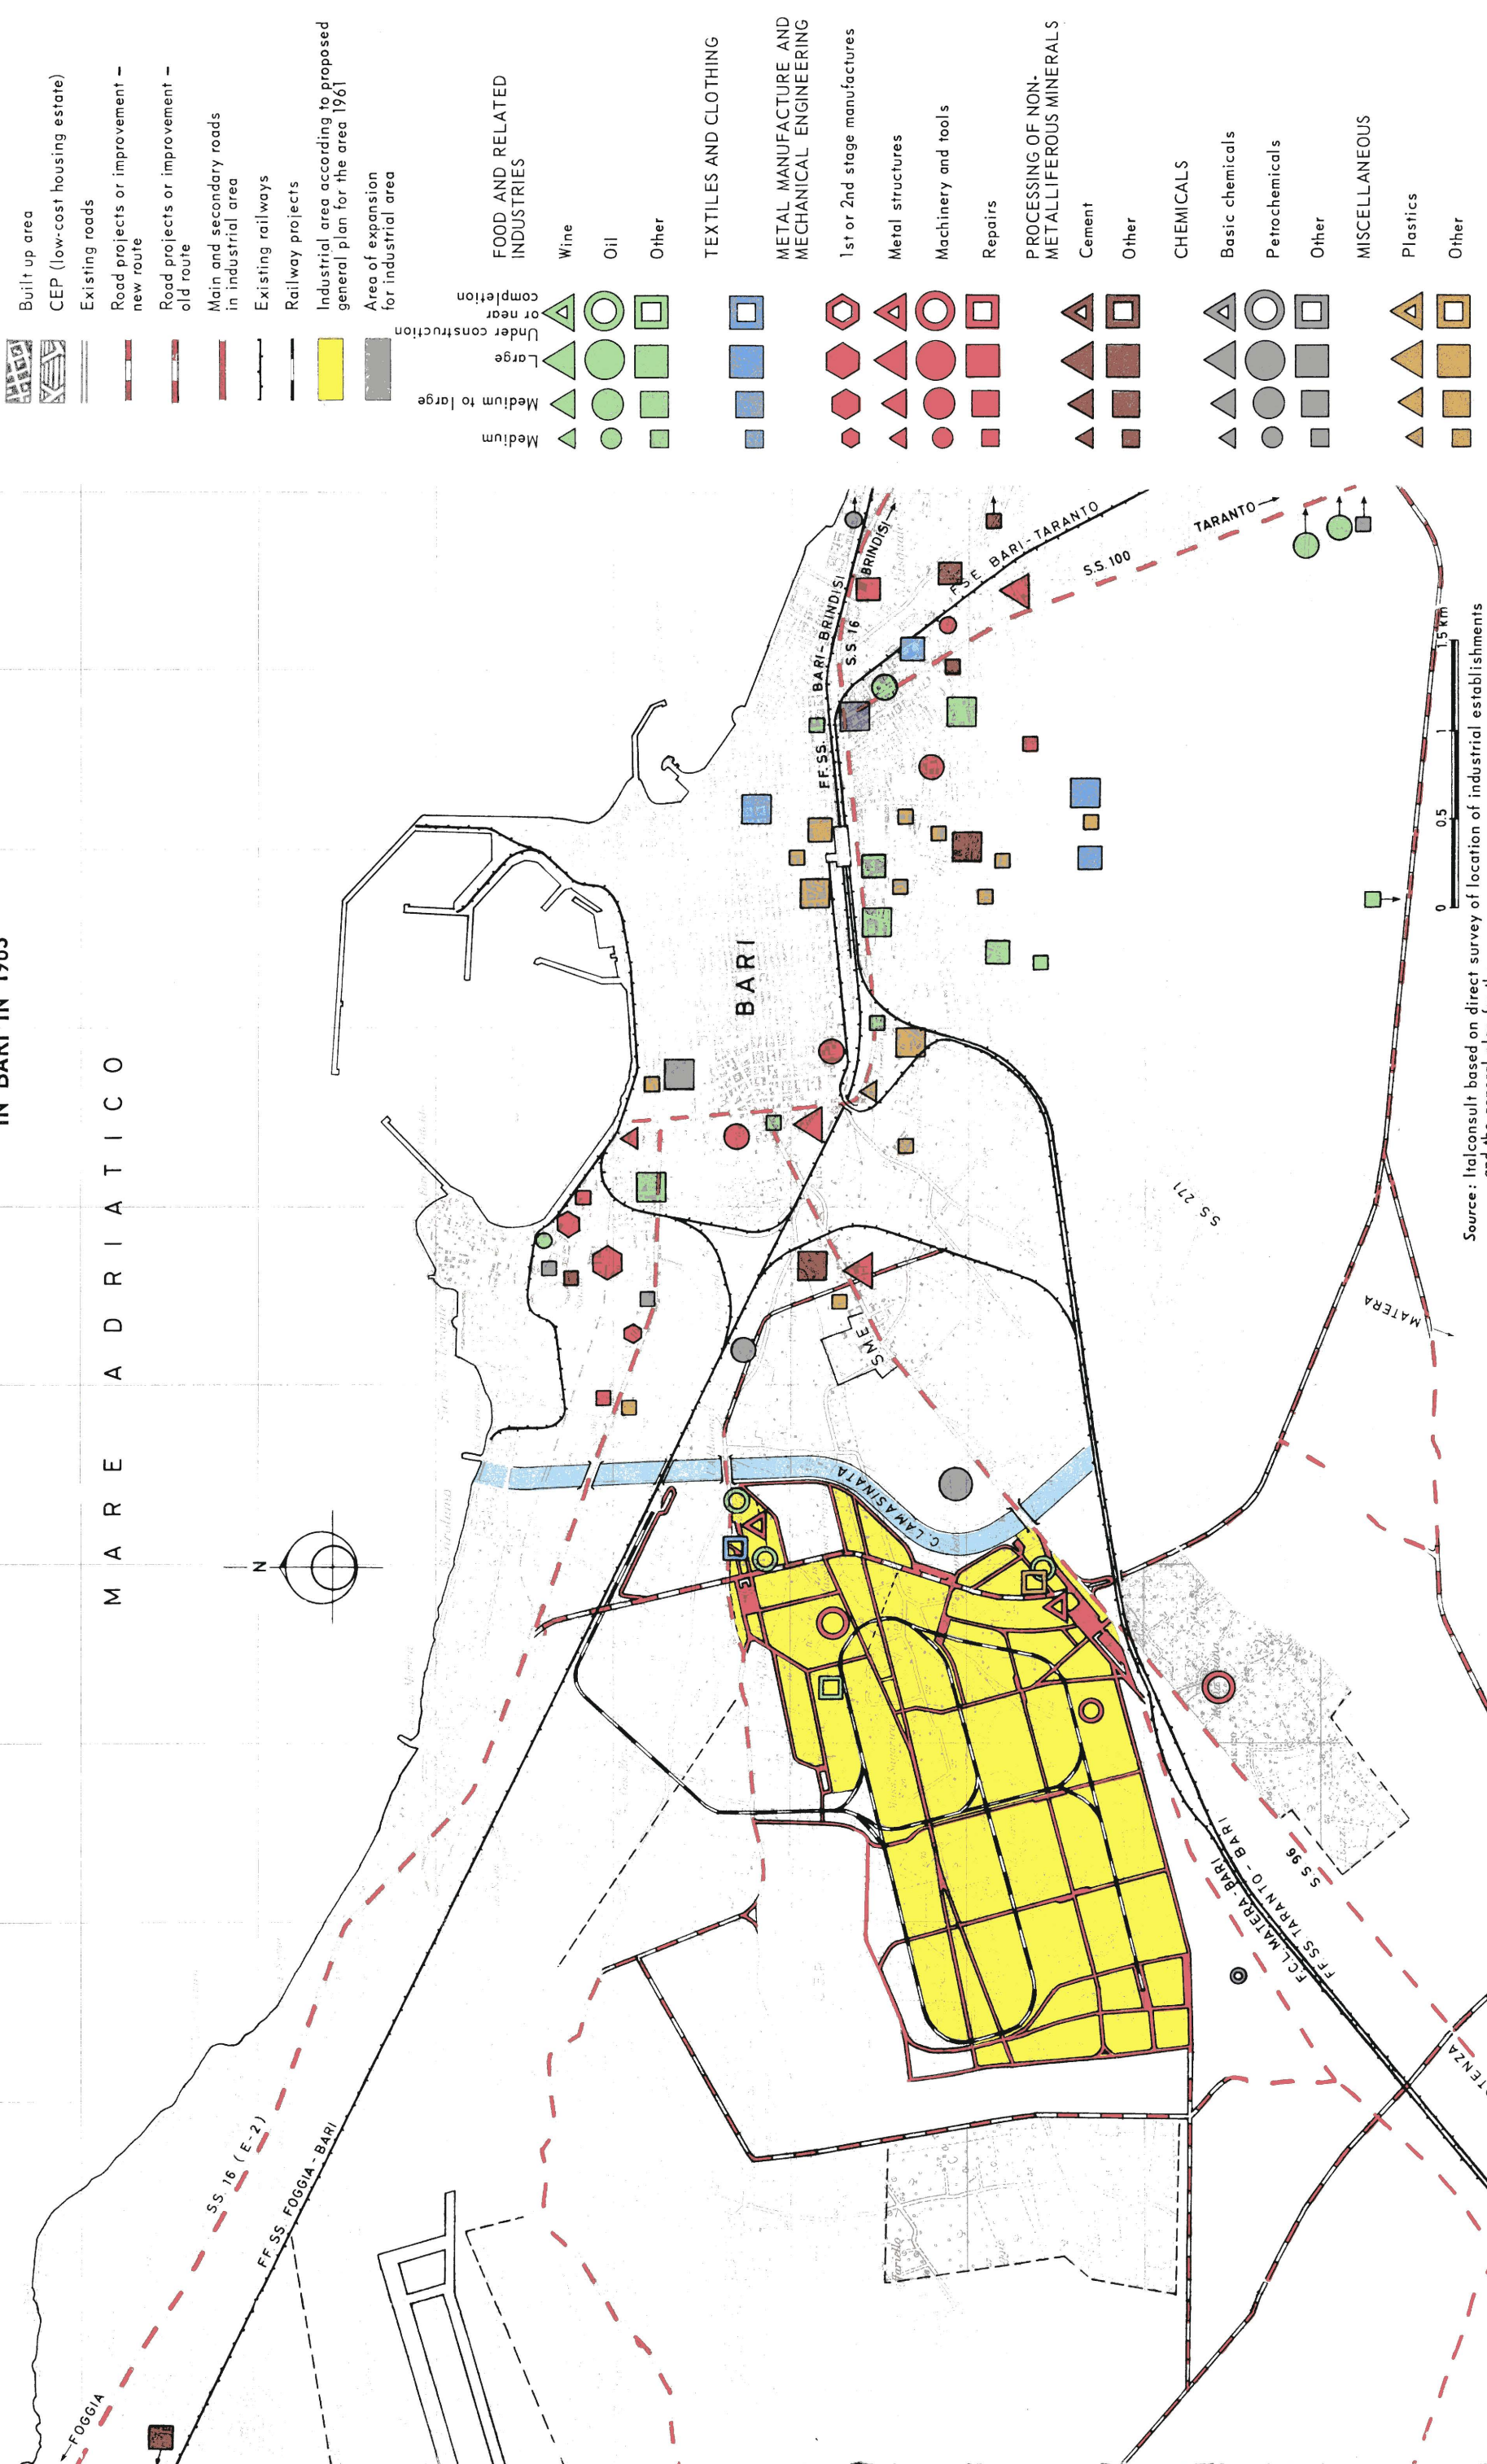 IN BARI IN 1963
Built up area
CEP (low-cost housing estate)
Existing roads
Road projects or improvement –
new route
Road projects or improvement –
old route
Main and secondary roads
in industrial area
Existing railways
Railway projects
Industrial area according to proposed
general plan for the area 1961
Area of expansion
for industrial area
Medium
Medium to large
Large
Under construction
or near
completion
FOOD AND RELATED
INDUSTRIES
Wine
Oil
Other
TEXTILES AND CLOTHING
METAL MANUFACTURE AND
MECHANICAL ENGINEERING
1st or 2nd stage manufactures
Metal structures
Machinery and tools
Repairs
PROCESSING OF NON-
METALLIFEROUS MINERALS
Cement
Other
CHEMICALS
Basic chemicals
Petrochemicals
Other
MISCELLANEOUS
Plastics
Other
MARE ADRIATICO
N
BARI
FOGGIA
S.S. 16 (E-2)
FF.SS. FOGGIA - BARI
C. LAMASINATA
SME
FF.SS. BARI - BRINDISI
S.S. 16
BRINDISI
F.S.E. BARI - TARANTO
S.S. 100
TARANTO
S.S. 271
MATERA
F.C.L. MATERA - BARI
FF.SS TARANTO - BARI
S.S 96
0 0.5 1 1.5 km
Source: Italconsult based on direct survey of location of industrial establishments